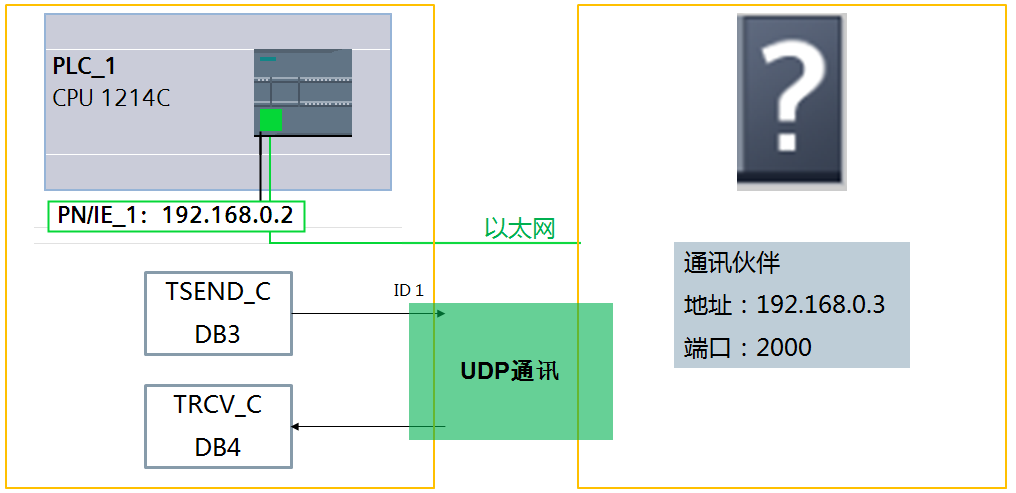 PLC_1
CPU 1214C
PN/IE_1：192.168.0.2
以太网
TSEND_C
DB3
ID 1
UDP通讯
TRCV_C
DB4
?
通讯伙伴
地址：192.168.0.3
端口：2000